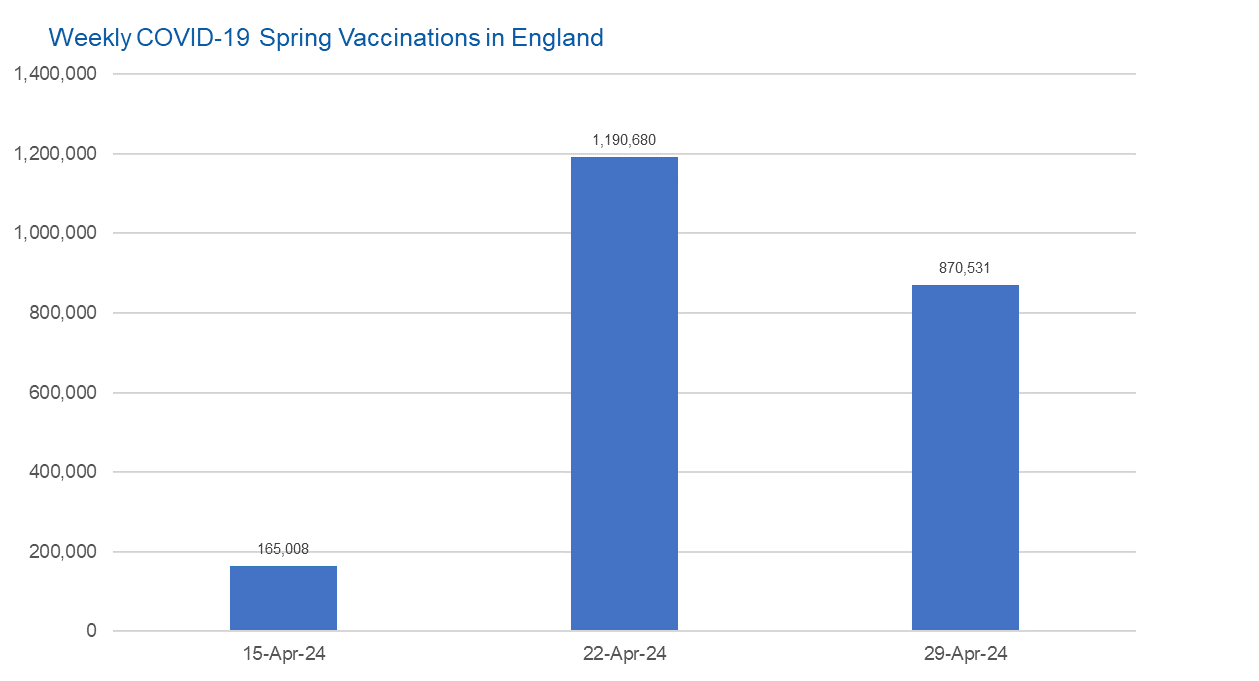 Weekly COVID-19 Spring Vaccinations in England
1,400,000
1,200,000
1,000,000
800,000
600,000
400,000
200,000
0
165,008
1,190,680
870,531
15-Apr-24
22-Apr-24
29-Apr-24